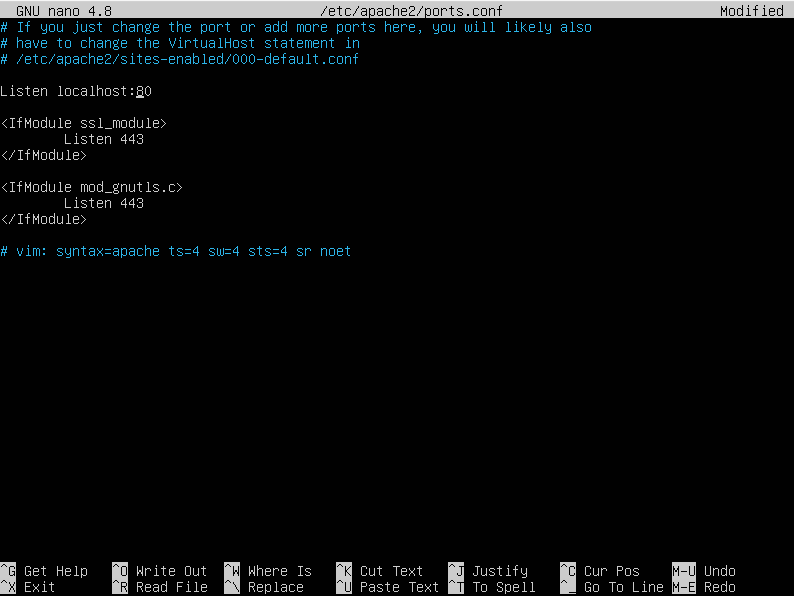 GNU nano 4.8 /etc/apache2/ports.conf Modified
# If you just change the port or add more ports here, you will likely also
# have to change the VirtualHost statement in
# /etc/apache2/sites-enabled/000-default.conf
Listen localhost:80
<IfModule ssl_module>
Listen 443
</IfModule>
<IfModule mod_gnutls.c>
Listen 443
</IfModule>
# vim: syntax=apache ts=4 sw=4 sts=4 sr noet
^G Get Help ^O Write Out ^W Where Is ^K Cut Text ^J Justify ^C Cur Pos M-U Undo
^X Exit ^R Read File ^\ Replace ^U Paste Text ^T To Spell ^_ Go To Line M-E Redo